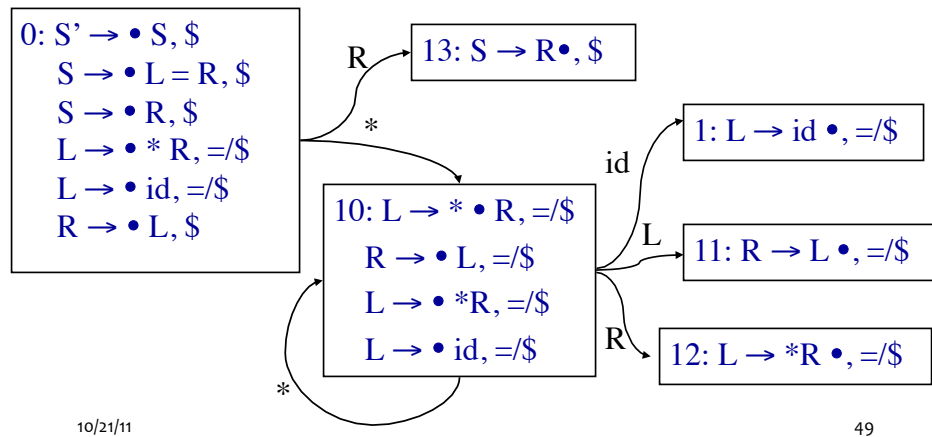 0: S’ → • S, $
S → • L = R, $
S → • R, $
L → • * R, =/$
L → • id, =/$
R → • L, $
R
13: S → R•, $
*
10: L → * • R, =/$
R → • L, =/$
L → • *R, =/$
L → • id, =/$
*
id
1: L → id •, =/$
L
11: R → L •, =/$
R
12: L → *R •, =/$
10/21/11
49